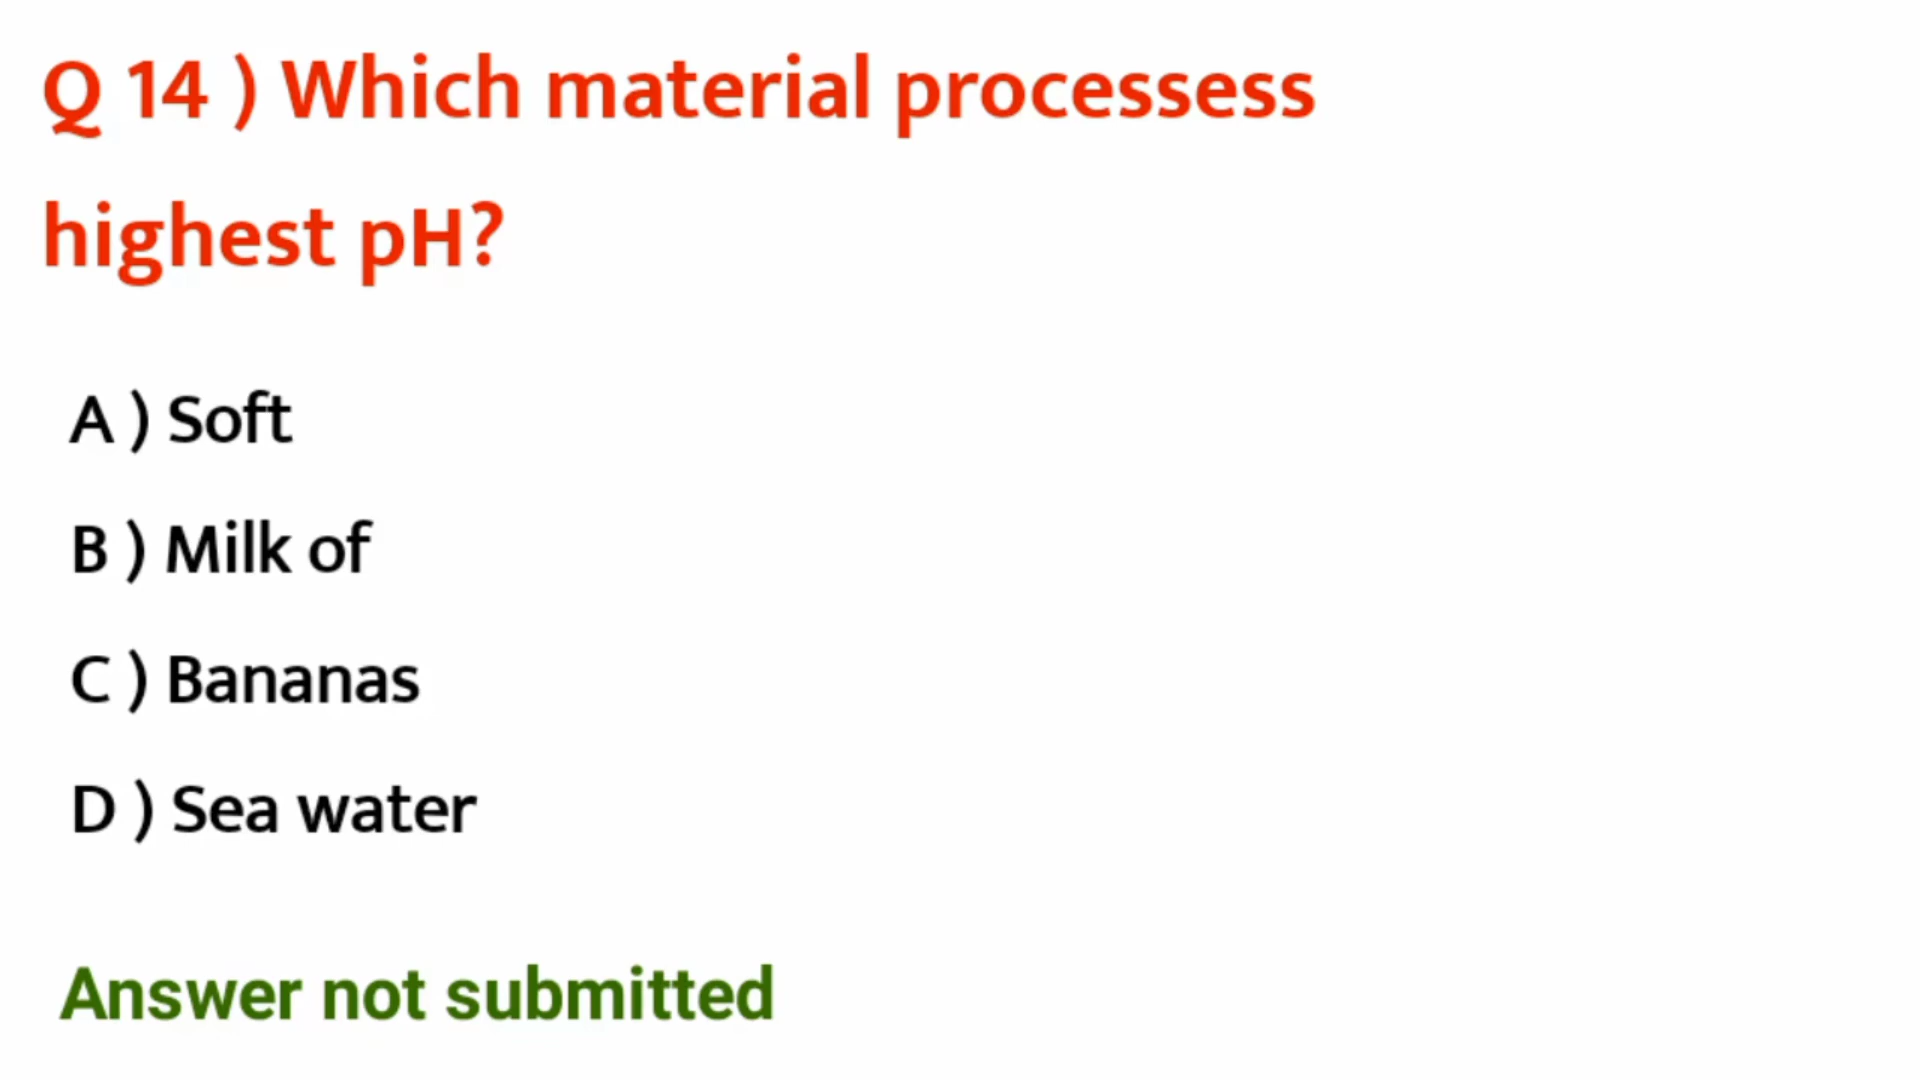 Q 14 ) Which material processess
highest pH?
A ) Soft
B ) Milk of
C ) Bananas
D ) Sea water
Answer not submitted